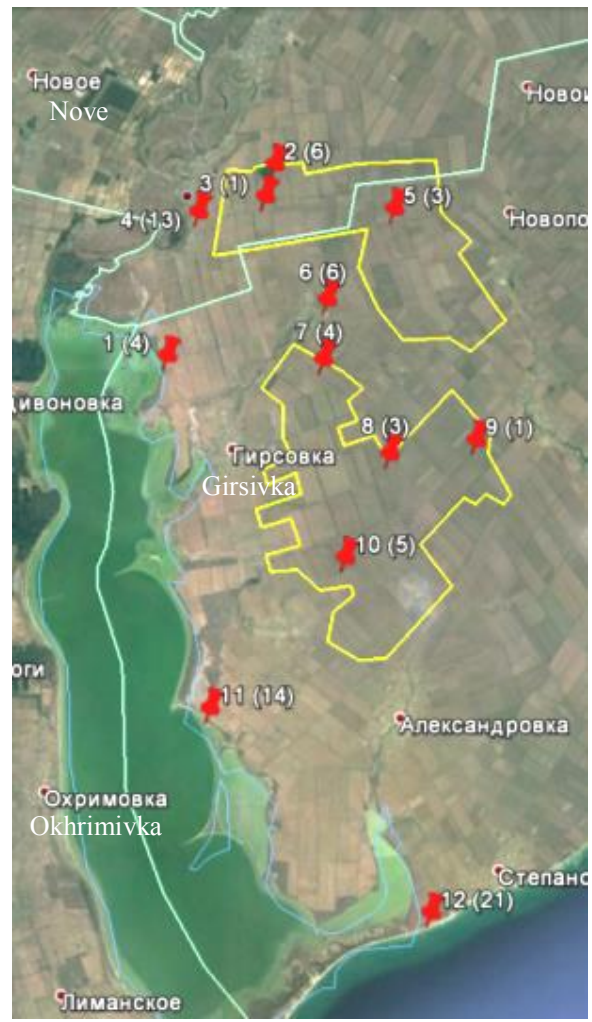 Новое
Nove
Новои
2 (6)
3 (1)
4 (13)
5 (3)
Новопо
6 (6)
1 (4)
7 (4)
дивоновка
8 (3)
9 (1)
Гирсовка
Girsivka
10 (5)
оги
11 (14)
Александровка
Охримовка
Okhrimivka
Степано
12 (21)
Лиманское